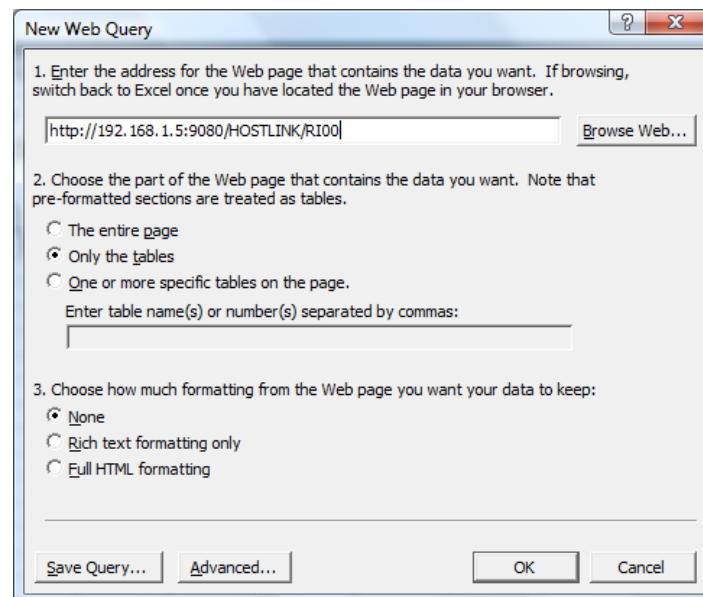 New Web Query
1. Enter the address for the Web page that contains the data you want. If browsing,
switch back to Excel once you have located the Web page in your browser.
http://192.168.1.5:9080/HOSTLINK/RI00
Browse Web...
2. Choose the part of the Web page that contains the data you want. Note that
pre-formatted sections are treated as tables.
The entire page
Only the tables
One or more specific tables on the page.
Enter table name(s) or number(s) separated by commas:
3. Choose how much formatting from the Web page you want your data to keep:
None
Rich text formatting only
Full HTML formatting
Save Query...
Advanced...
OK
Cancel